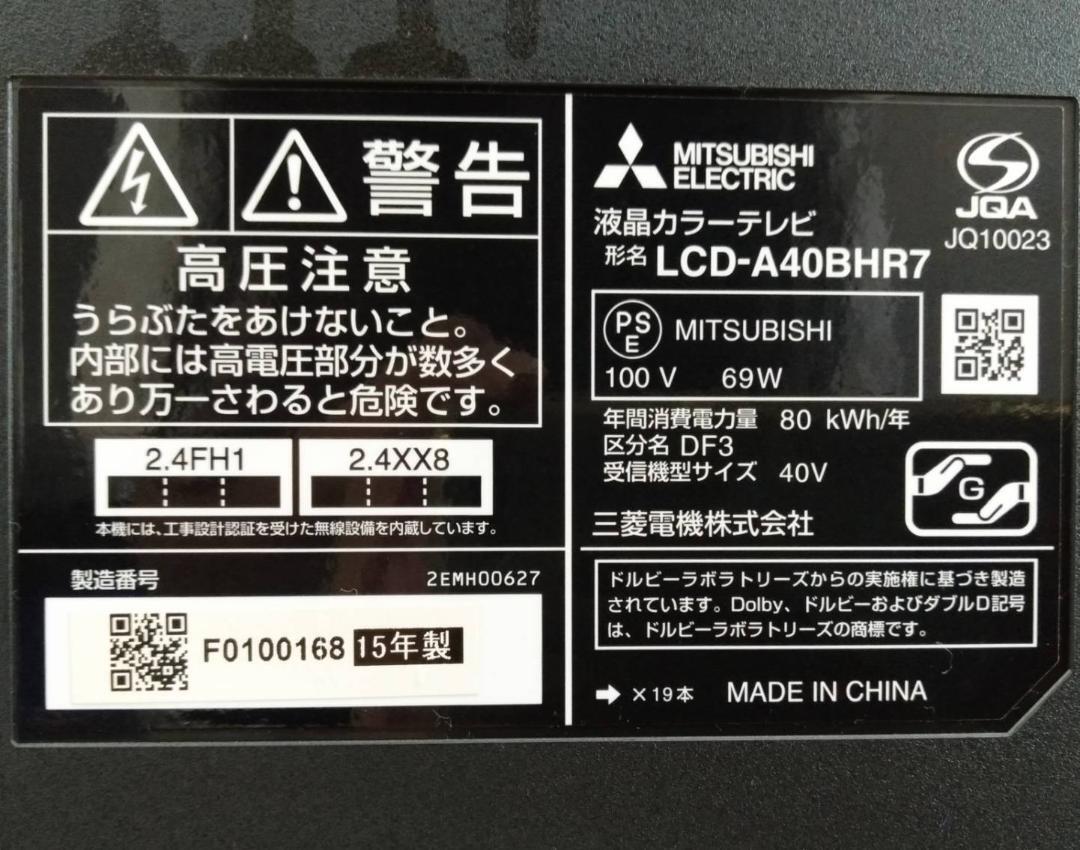 警告
高圧注意
うらぶたをあけないこと。
内部には高電圧部分が数多く
あり万一さわると危険です。
2.4FH1
2.4XX8
本機には、工事設計認証を受けた無線設備を内蔵しています。
製造番号
2EMH00627
F0100168 15年製
MITSUBISHI
ELECTRIC
JQA
JQ10023
液晶カラーテレビ
形名 LCD-A40BHR7
PS
E
MITSUBISHI
100 V 69W
年間消費電力量 80 kWh/年
区分名 DF3
受信機型サイズ 40V
G
三菱電機株式会社
ドルビーラボラトリーズからの実施権に基づき製造
されています。Dolby、ドルビーおよびダブルD記号
は、ドルビーラボラトリーズの商標です。
➡ ×19本 MADE IN CHINA